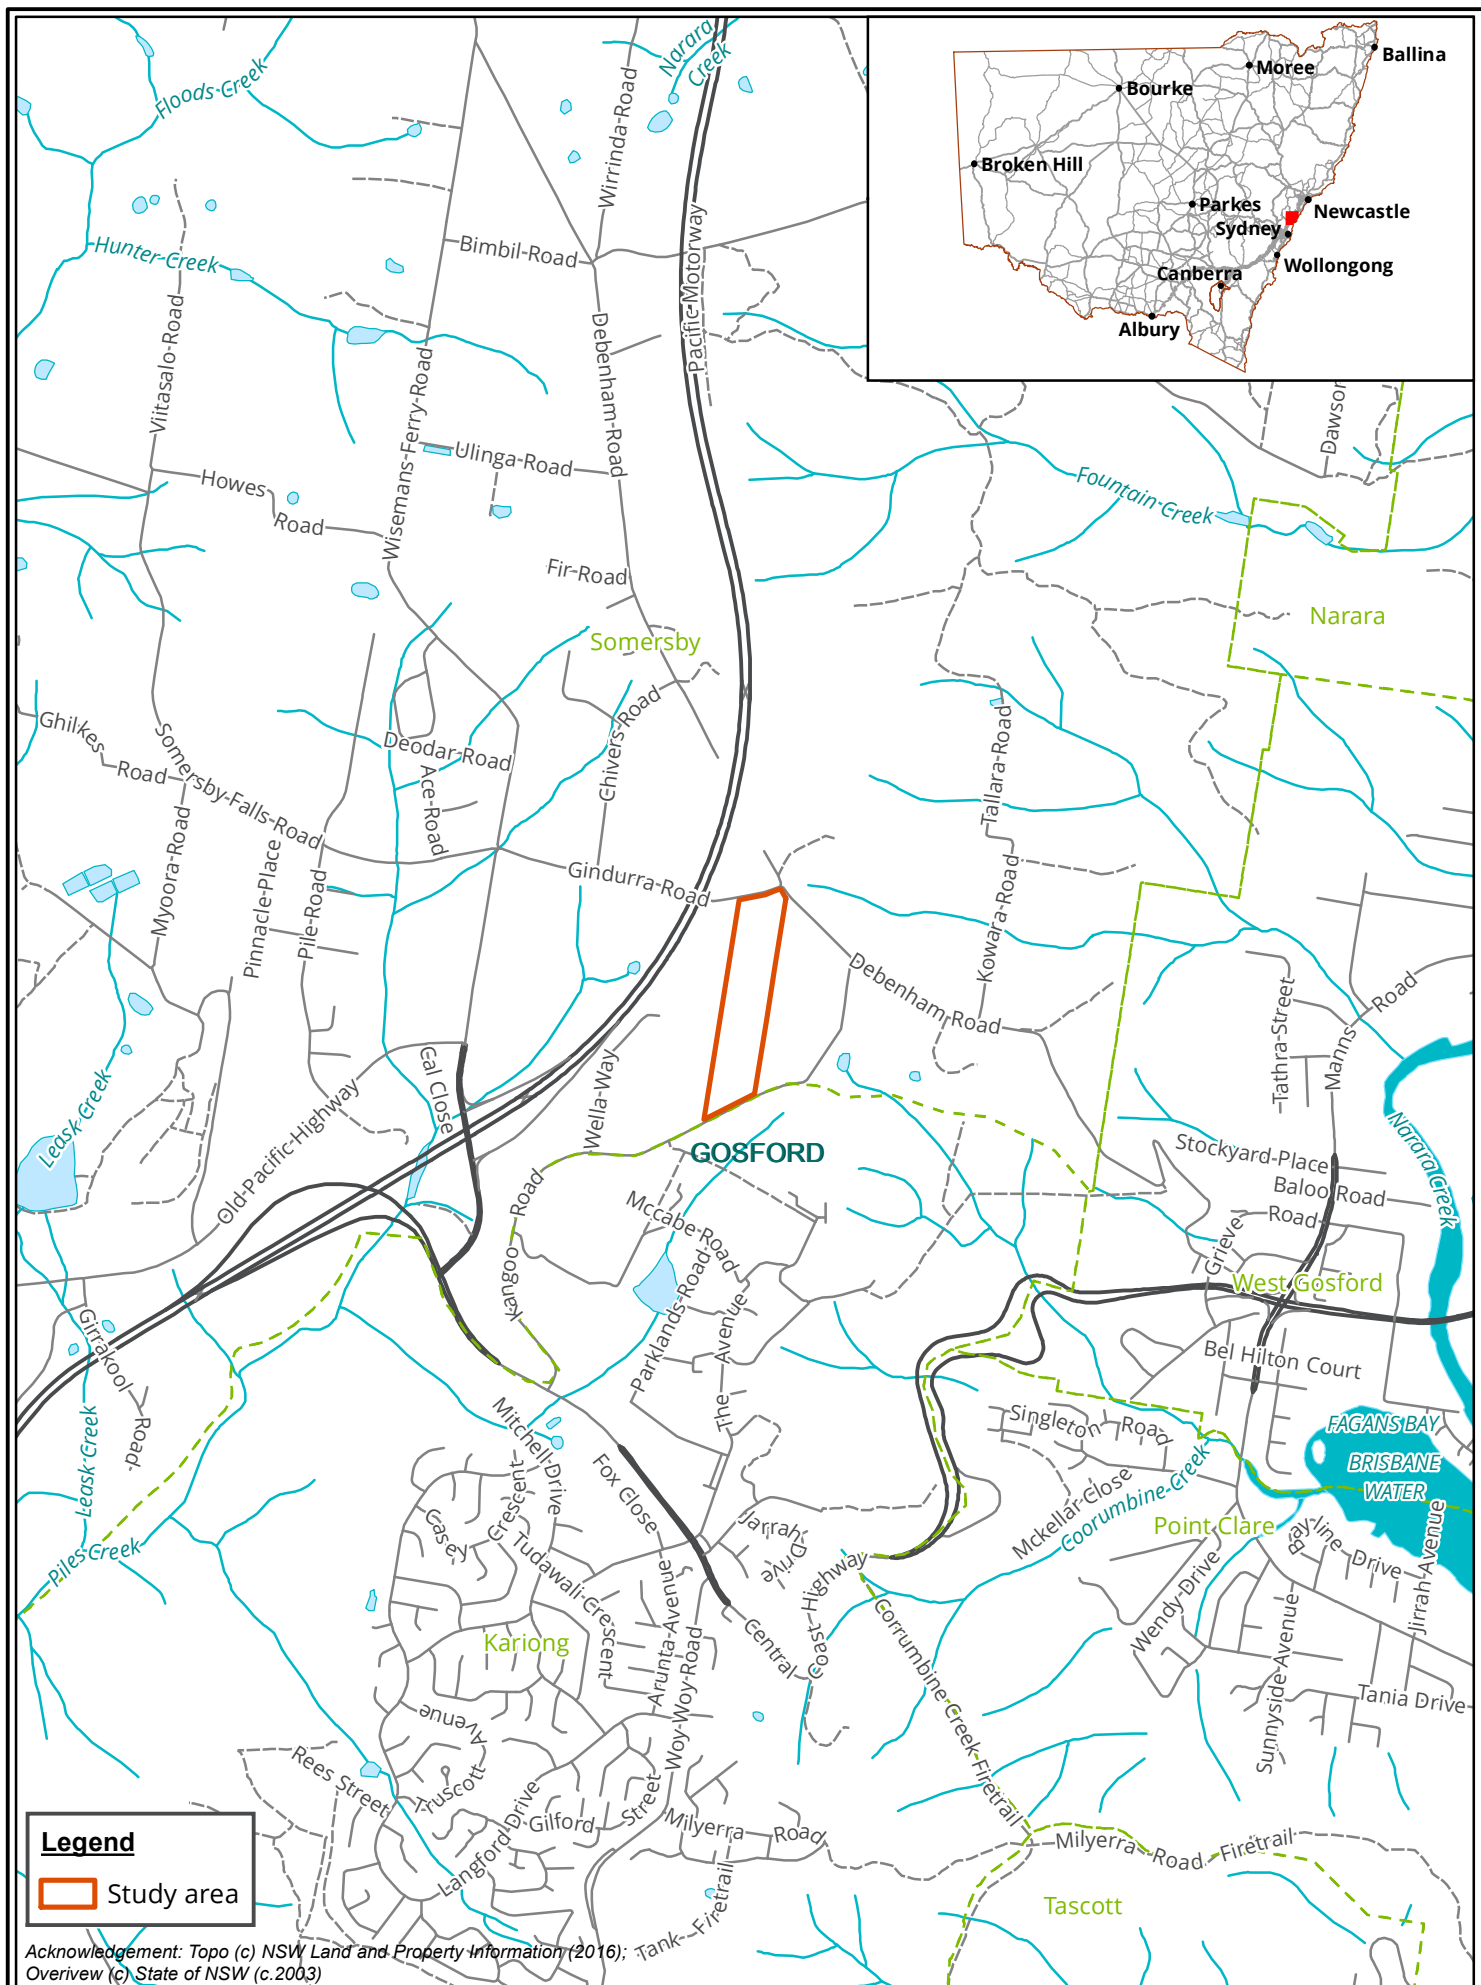 Floods Creek
Narara
Creek
Wirrinda Road
Ballina
Moree
Bourke
Broken Hill
Parkes
Newcastle
Sydney
Wollongong
Canberra
Albury
Hunter Creek
Bimbil Road
Pacific Motorway
Viitasalo Road
Debenham Road
Wisemans Ferry Road
Dawson
Ulinga Road
Howes
Road
Fountain Creek
Fir Road
Somersby
Narara
Ghilkes
Road
Somersby Falls Road
Deodar Road
Ace Road
Chivers Road
Tallara Road
Myoora Road
Pinnacle Place
Pile Road
Gindurra Road
Kowara Road
Debenham Road
Tathra Street
Manns
Road
Leask Creek
Old Pacific Highway
Cal Close
Wella Way
GOSFORD
Narara Creek
Stockyard Place
Baloo Road
Road
Grieve
West Gosford
Kangoo
Road
Mccabe Road
Parklands Road
The Avenue
Girrakool
Road
Leask Creek
Piles Creek
Bel Hilton Court
Singleton
Road
FAGANS BAY
BRISBANE
WATER
Mitchell Drive
Fox Close
Casey
Crescent
Tudawali Crescent
Jarrah
Drive
Mckellar Close
Coorumbine Creek
Point Clare
Bay-line Drive
Jirrah Avenue
Wendy Drive
Sunnyside Avenue
Tania Drive
Kariong
Arunta Avenue
Woy Woy Road
Central
Coast Highway
Corrumbine Creek Firetrail
Truscott
Avenue
Rees Street
Langford Drive
Gilford
Street
Milyerra
Road
Milyerra Road Firetrail
Tank Firetrail
Tascott
Legend
Study area
Acknowledgement: Topo (c) NSW Land and Property Information (2016);
Overivew (c) State of NSW (c.2003)